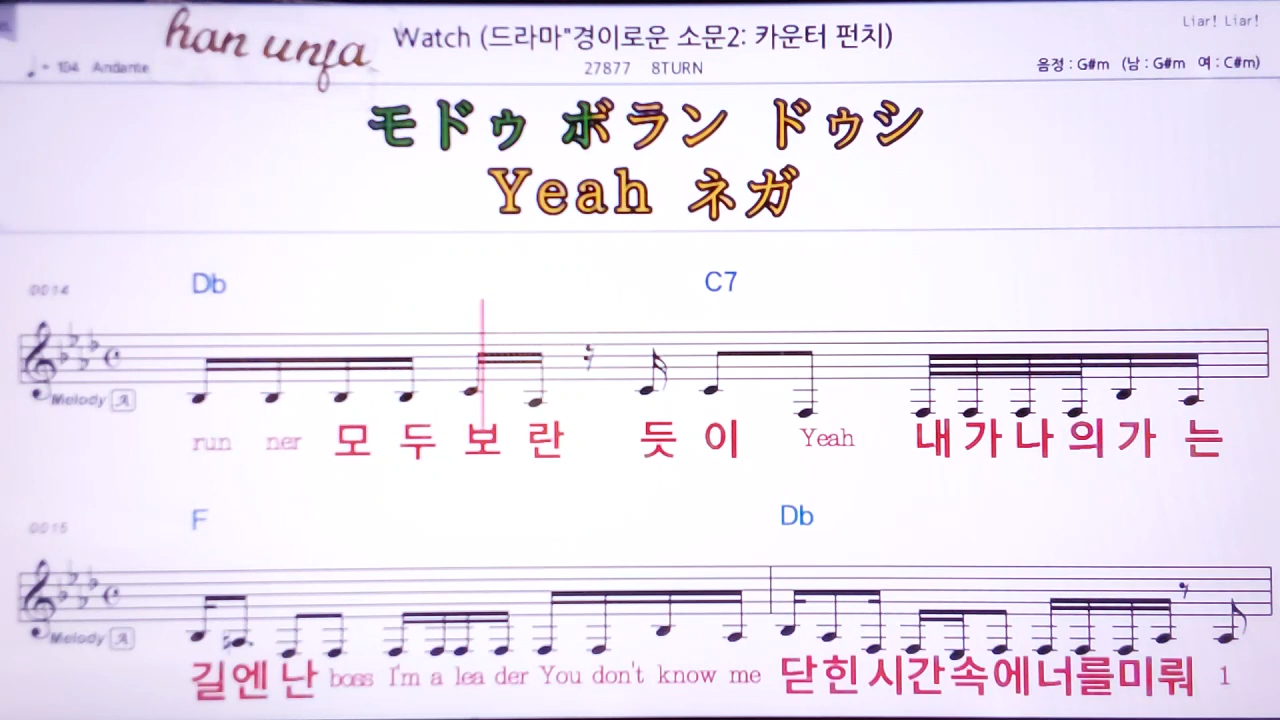 han unfa
Watch (드라마"경이로운 소문2: 카운터 펀치)
Liar! Liar!
♩= 104 Andante
27877 8TURN
음정 : G#m (남 : G#m 여 : C#m)
モドゥ ボラン ドゥシ
Yeah ネガ
0014
Db C7
Melody A
run ner 모 두 보 란 듯 이 Yeah 내 가 나 의 가 는
0015
F Db
Melody A
길 엔 난 boss I'm a lea der You don't know me 닫 힌 시 간 속 에 너 를 미 뤄 1